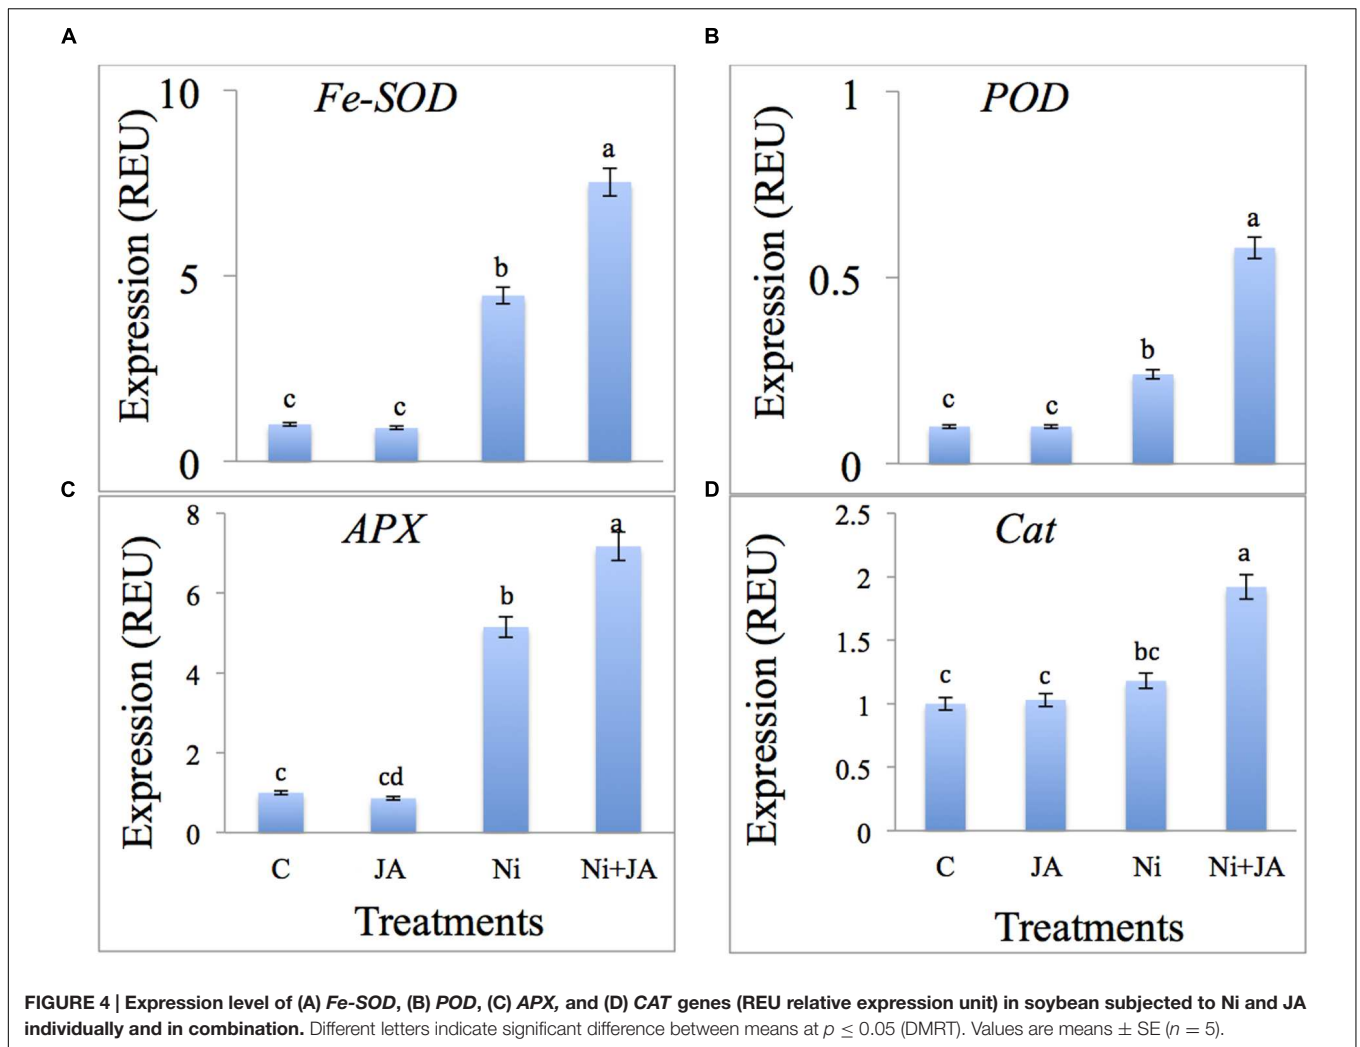 A
Fe-SOD
Expression (REU)
10
5
0
c
c
b
a
B
POD
Expression (REU)
1
0.5
0
c
c
b
a
C
APX
Expression (REU)
8
6
4
2
0
c
cd
b
a
C
JA
Ni
Ni+JA
Treatments
D
Cat
Expression (REU)
2.5
2
1.5
1
0.5
0
c
c
bc
a
C
JA
Ni
Ni+JA
Treatments
FIGURE 4 | Expression level of (A) Fe-SOD, (B) POD, (C) APX, and (D) CAT genes (REU relative expression unit) in soybean subjected to Ni and JA
individually and in combination. Different letters indicate significant difference between means at p ≤ 0.05 (DMRT). Values are means ± SE (n = 5).